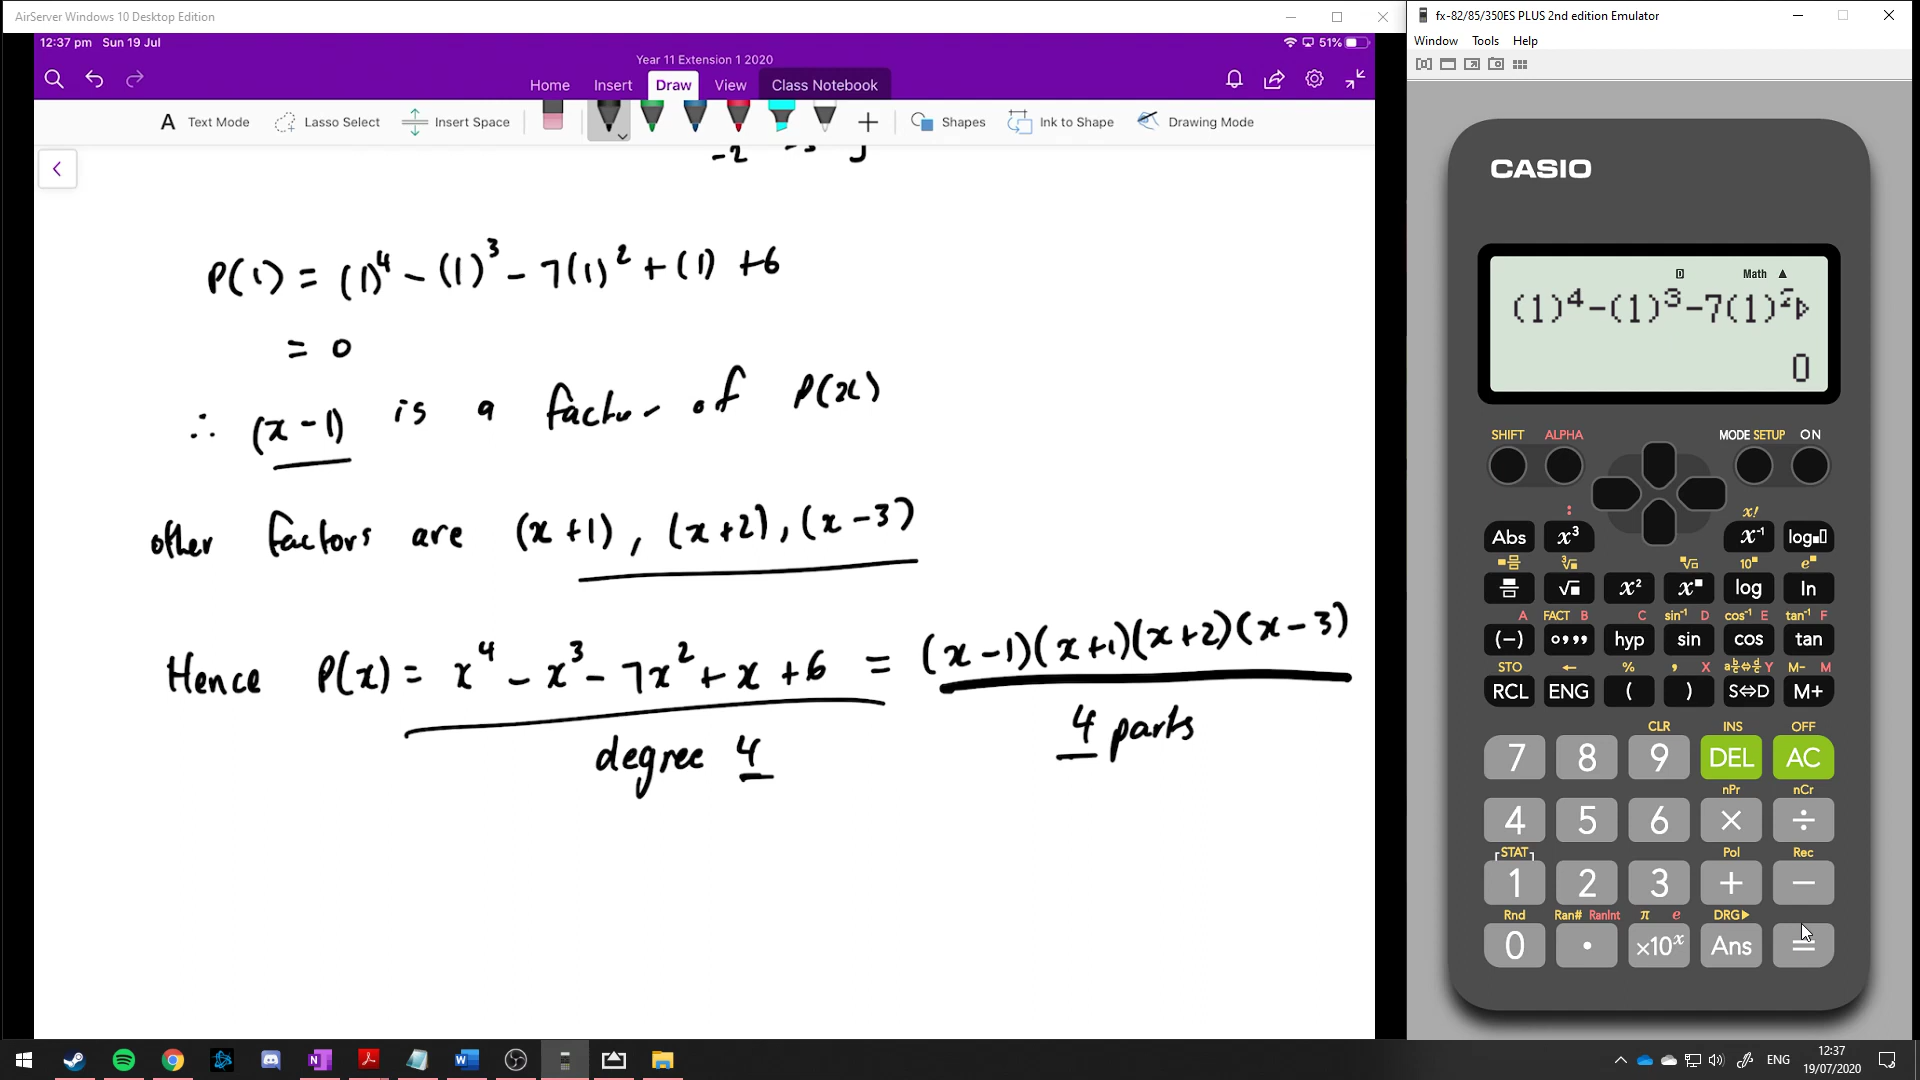 AirServer Windows 10 Desktop Edition
12:37 pm Sun 19 Jul
51%
Year 11 Extension 1 2020
Home Insert Draw View Class Notebook
A Text Mode Lasso Select Insert Space Shapes Ink to Shape Drawing Mode
-2 -3
P(1) = (1)⁴ - (1)³ - 7(1)² + (1) + 6
= 0
∴ (x - 1) is a factor of P(x)
other factors are (x + 1), (x + 2), (x - 3)
Hence P(x) = x⁴ - x³ - 7x² + x + 6 = (x - 1)(x + 1)(x + 2)(x - 3)
degree 4
4 parts
fx-82/85/350ES PLUS 2nd edition Emulator
Window Tools Help
CASIO
D Math ▲
(1)⁴-(1)³-7(1)²
0
SHIFT ALPHA MODE SETUP ON
: x!
Abs x³ x⁻¹ log
³√ 10 e
√ x² x log ln
A FACT B C sin⁻¹ D cos⁻¹ E tan⁻¹ F
(−) °,,, hyp sin cos tan
STO ← % , X Y M- M
RCL ENG ( ) S⇔D M+
CLR INS OFF
7 8 9 DEL AC
nPr nCr
4 5 6 × ÷
STAT Pol Rec
1 2 3 + −
Rnd Ran# RanInt π e DRG▶
0 . ×10ˣ Ans =
ENG
12:37
19/07/2020